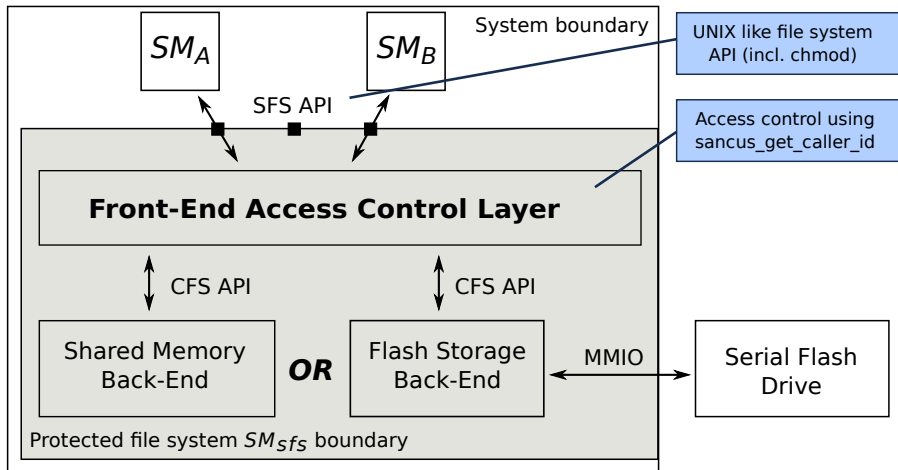 System boundary
SM_A
SM_B
UNIX like file system
API (incl. chmod)
SFS API
Access control using
sancus_get_caller_id
Front-End Access Control Layer
CFS API
CFS API
Shared Memory
Back-End
OR
Flash Storage
Back-End
MMIO
Serial Flash
Drive
Protected file system SM_sfs boundary